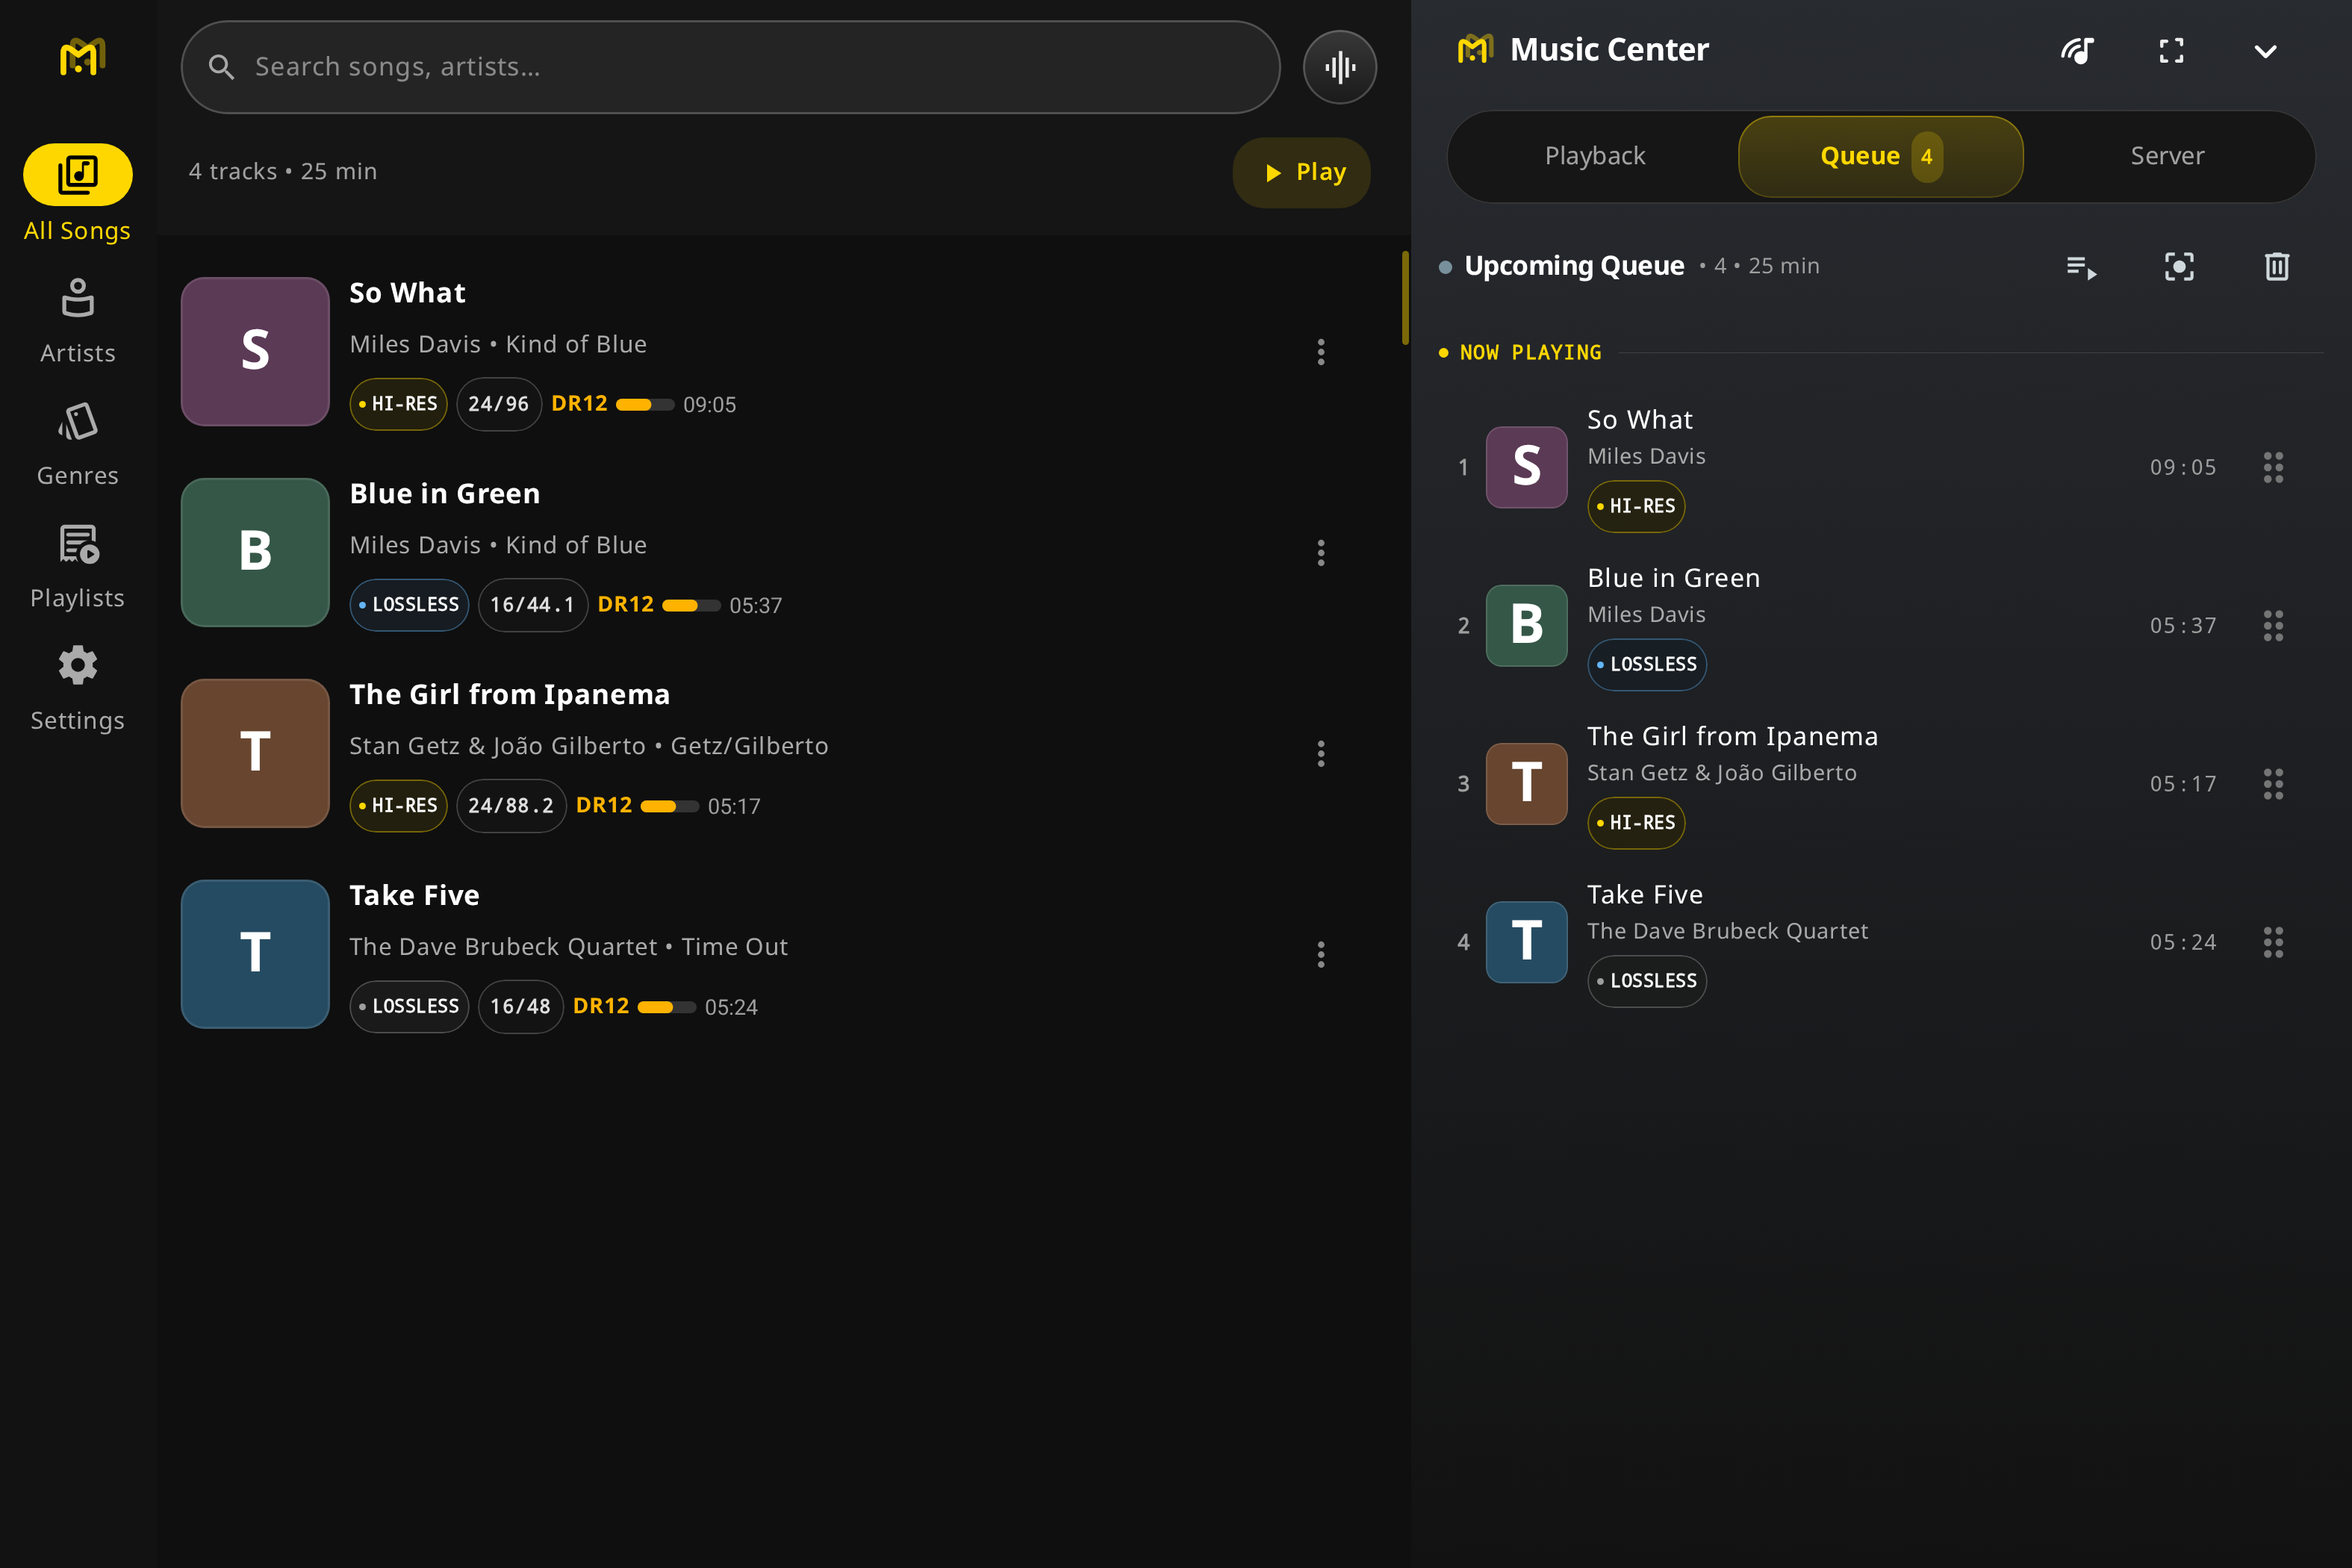 All Songs
Artists
Genres
Playlists
Settings
Search songs, artists...
4 tracks • 25 min
Play
S
So What
Miles Davis • Kind of Blue
HI-RES 24/96 DR12 09:05
B
Blue in Green
Miles Davis • Kind of Blue
LOSSLESS 16/44.1 DR12 05:37
T
The Girl from Ipanema
Stan Getz & João Gilberto • Getz/Gilberto
HI-RES 24/88.2 DR12 05:17
T
Take Five
The Dave Brubeck Quartet • Time Out
LOSSLESS 16/48 DR12 05:24
Music Center
Playback Queue 4 Server
Upcoming Queue • 4 • 25 min
NOW PLAYING
1 S
So What
Miles Davis
HI-RES
09:05
2 B
Blue in Green
Miles Davis
LOSSLESS
05:37
3 T
The Girl from Ipanema
Stan Getz & João Gilberto
HI-RES
05:17
4 T
Take Five
The Dave Brubeck Quartet
LOSSLESS
05:24